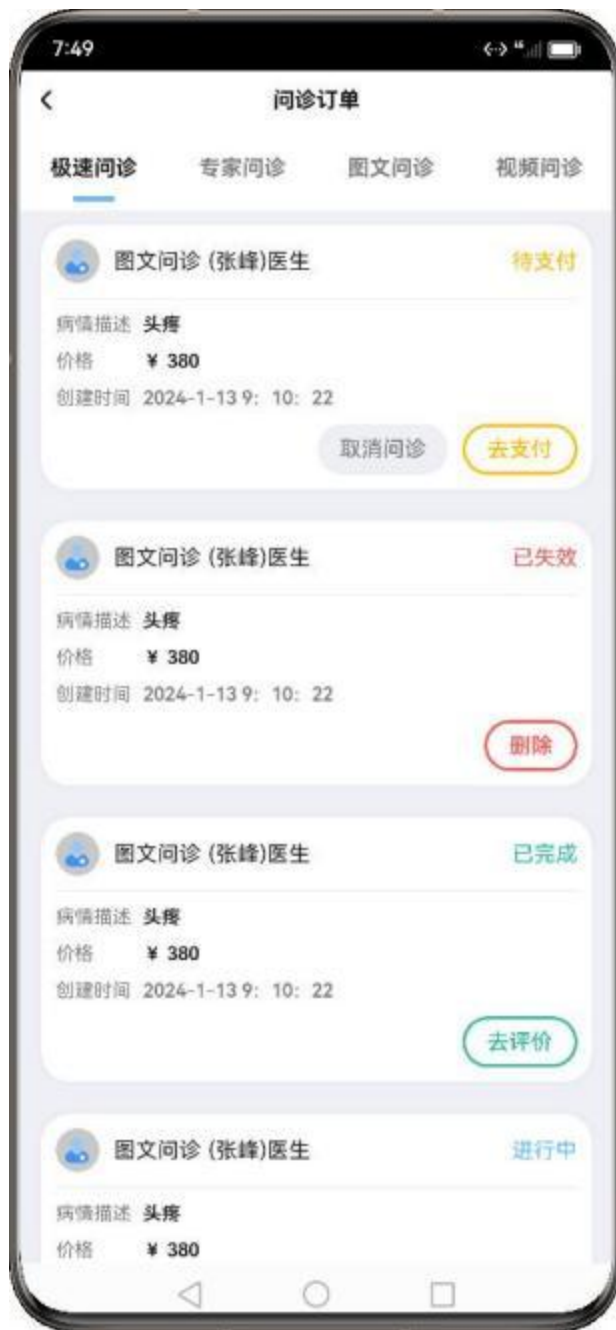 7:49
问诊订单
极速问诊 专家问诊 图文问诊 视频问诊
图文问诊 (张峰)医生 待支付
病情描述 头疼
价格 ¥ 380
创建时间 2024-1-13 9: 10: 22
取消问诊 去支付
图文问诊 (张峰)医生 已失效
病情描述 头疼
价格 ¥ 380
创建时间 2024-1-13 9: 10: 22
删除
图文问诊 (张峰)医生 已完成
病情描述 头疼
价格 ¥ 380
创建时间 2024-1-13 9: 10: 22
去评价
图文问诊 (张峰)医生 进行中
病情描述 头疼
价格 ¥ 380